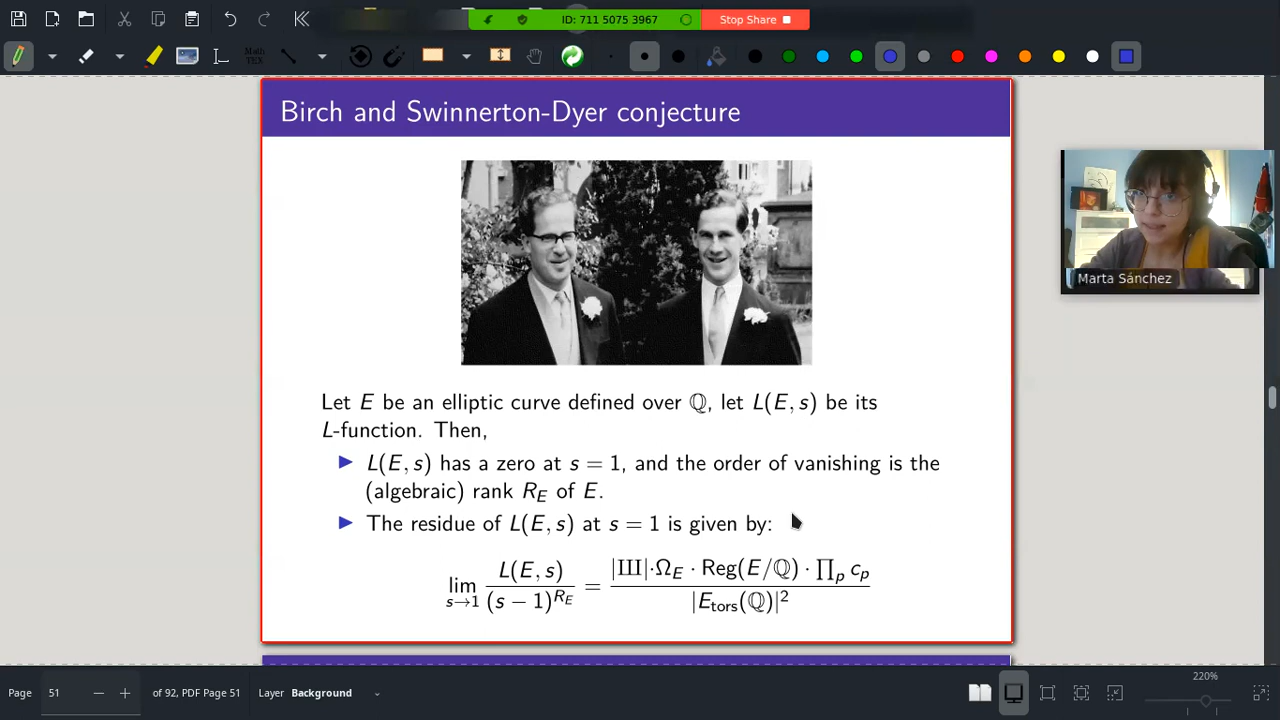 ID: 711 5075 3967
Stop Share
Math
TEX
Birch and Swinnerton-Dyer conjecture
Marta Sánchez
Let E be an elliptic curve defined over ℚ, let L(E, s) be its
L-function. Then,
▶ L(E, s) has a zero at s = 1, and the order of vanishing is the
(algebraic) rank R_E of E.
▶ The residue of L(E, s) at s = 1 is given by:
lim_{s→1} L(E, s) / (s − 1)^{R_E} = |Ш|·Ω_E · Reg(E/ℚ) · ∏_p c_p / |E_tors(ℚ)|²
Page 51 of 92, PDF Page 51 Layer Background 220%